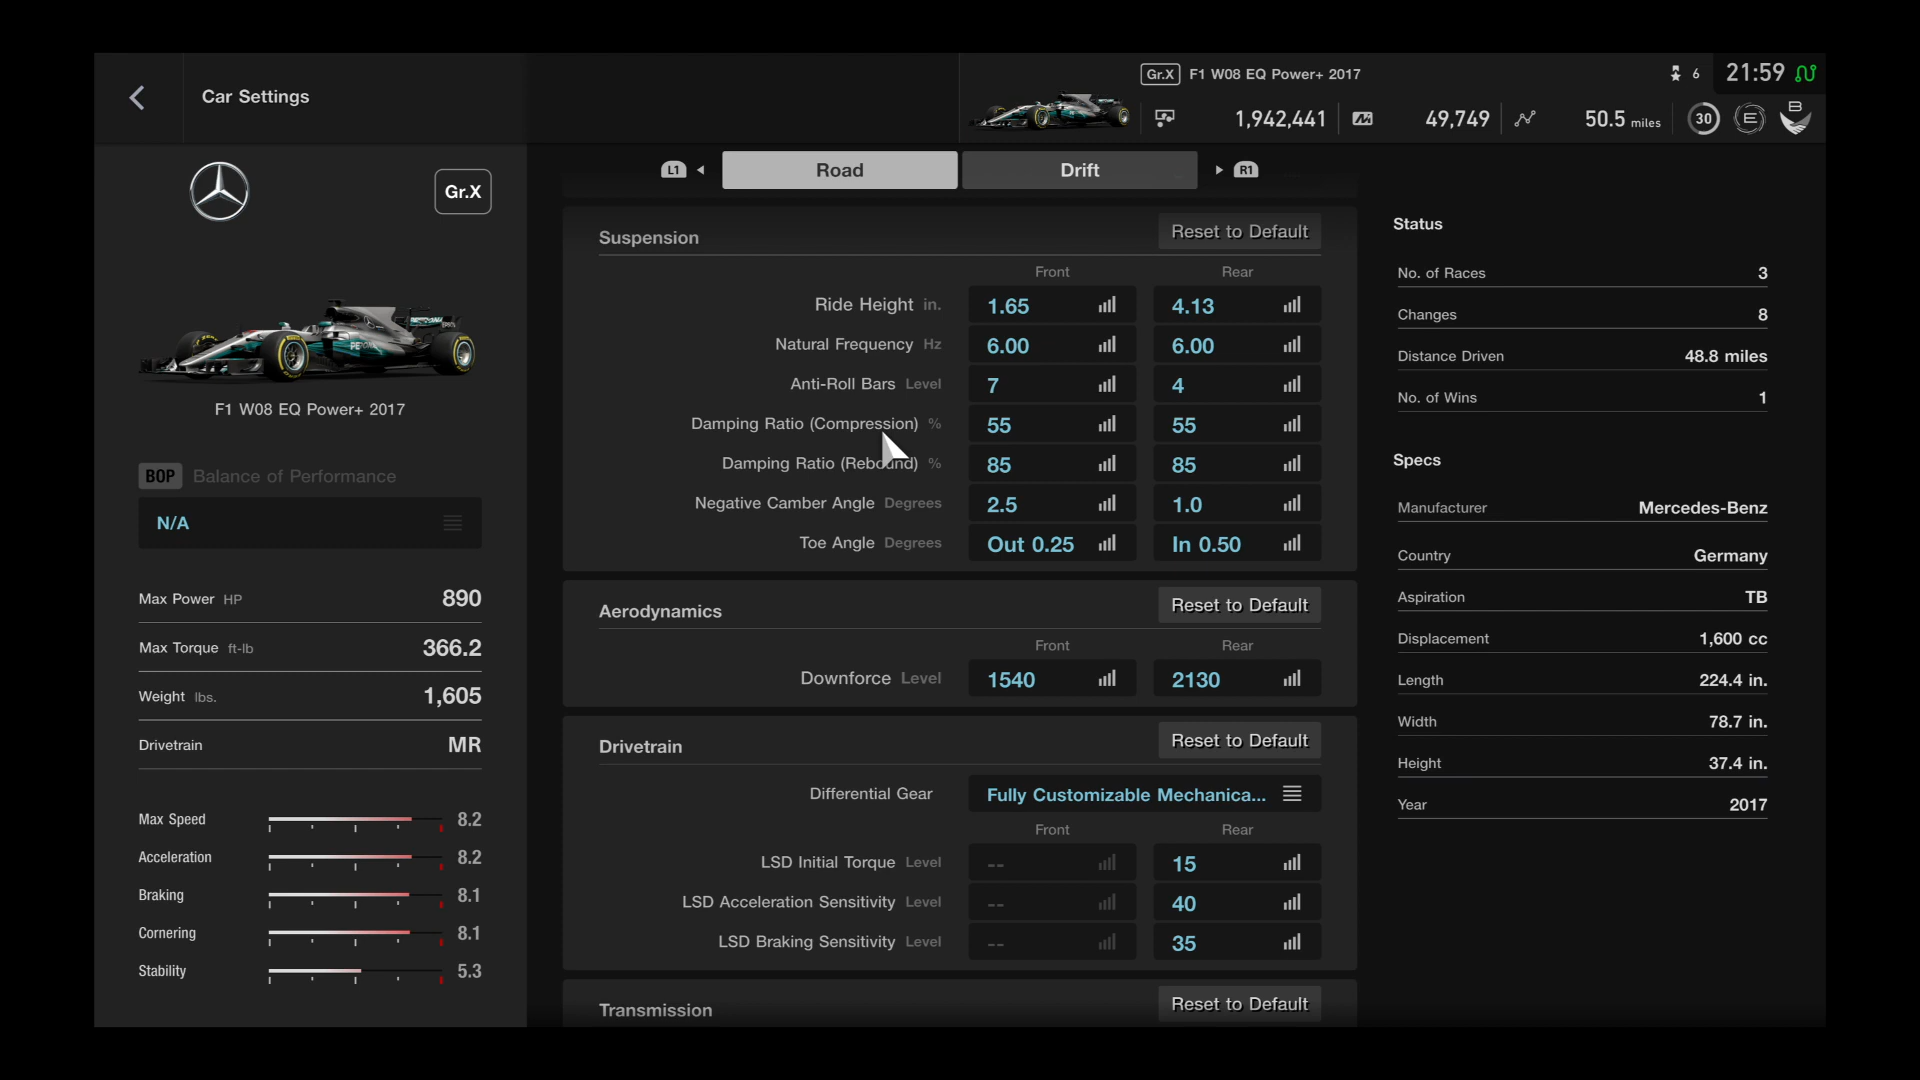 Car Settings
Gr.X F1 W08 EQ Power+ 2017
6 21:59
1,942,441 49,749 50.5 miles 30 E B
L1 Road Drift R1
Gr.X
F1 W08 EQ Power+ 2017
BOP Balance of Performance
N/A
Max Power HP 890
Max Torque ft-lb 366.2
Weight lbs. 1,605
Drivetrain MR
Max Speed 8.2
Acceleration 8.2
Braking 8.1
Cornering 8.1
Stability 5.3
Suspension Reset to Default
Front Rear
Ride Height in. 1.65 4.13
Natural Frequency Hz 6.00 6.00
Anti-Roll Bars Level 7 4
Damping Ratio (Compression) % 55 55
Damping Ratio (Rebound) % 85 85
Negative Camber Angle Degrees 2.5 1.0
Toe Angle Degrees Out 0.25 In 0.50
Aerodynamics Reset to Default
Front Rear
Downforce Level 1540 2130
Drivetrain Reset to Default
Differential Gear Fully Customizable Mechanica...
Front Rear
LSD Initial Torque Level -- 15
LSD Acceleration Sensitivity Level -- 40
LSD Braking Sensitivity Level -- 35
Transmission Reset to Default
Status
No. of Races 3
Changes 8
Distance Driven 48.8 miles
No. of Wins 1
Specs
Manufacturer Mercedes-Benz
Country Germany
Aspiration TB
Displacement 1,600 cc
Length 224.4 in.
Width 78.7 in.
Height 37.4 in.
Year 2017